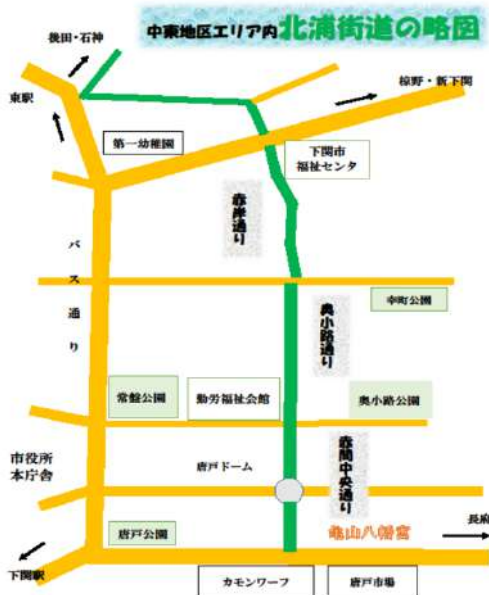 中東地区エリア内北浦街道の略図
後田・石神
東駅
椋野・新下関
第一幼稚園
下関市
福祉センタ
赤岸通り
バス通り
幸町公園
奥小路通り
常盤公園
勤労福祉会館
奥小路公園
市役所
本庁舎
唐戸ドーム
赤間中央通り
亀山八幡宮
長府
唐戸公園
下関駅
カモンワーフ
唐戸市場